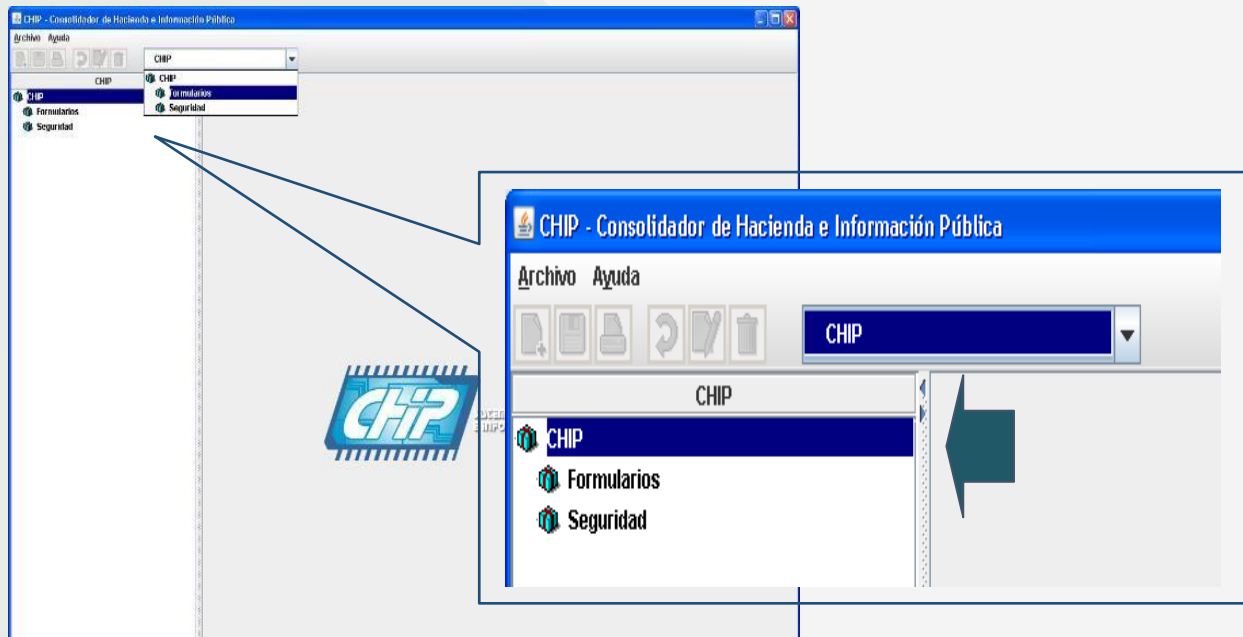 CHIP - Consolidador de Hacienda e Información Pública
Archivo Ayuda
CHIP
CHIP
Formularios
Seguridad
CHIP
CHIP
Formularios
Seguridad
CHIP
CHIP - Consolidador de Hacienda e Información Pública
Archivo Ayuda
CHIP
CHIP
CHIP
Formularios
Seguridad